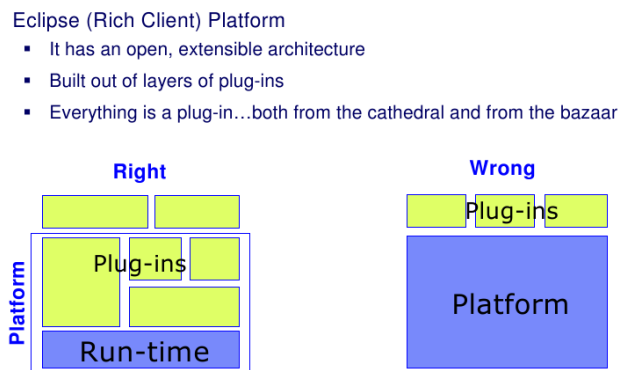 Eclipse (Rich Client) Platform
▪ It has an open, extensible architecture
▪ Built out of layers of plug-ins
▪ Everything is a plug-in…both from the cathedral and from the bazaar
Right
Wrong
Plug-ins
Plug-ins
Platform
Run-time
Platform